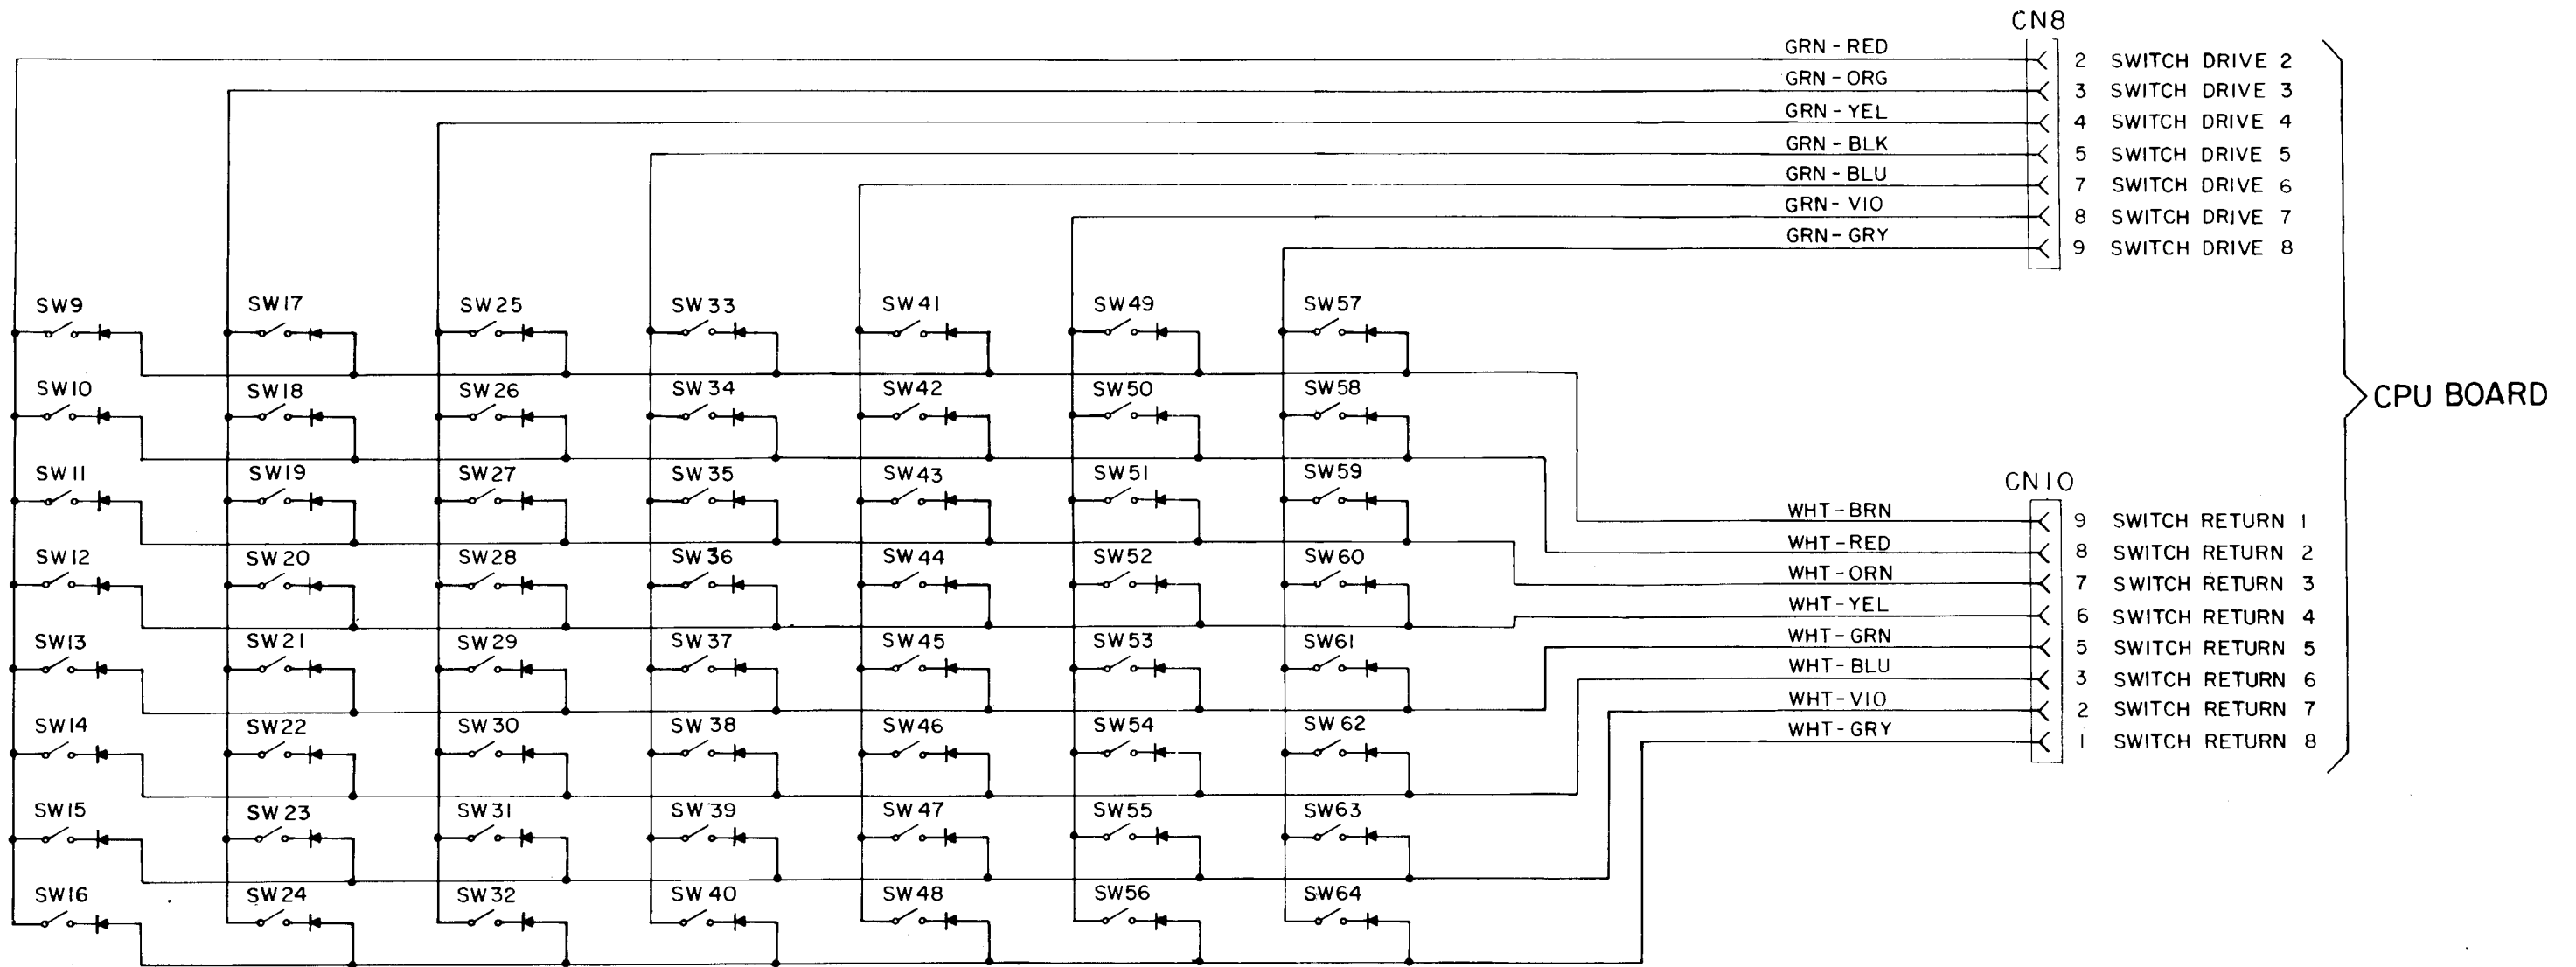 CN8
GRN-RED 2 SWITCH DRIVE 2
GRN-ORG 3 SWITCH DRIVE 3
GRN-YEL 4 SWITCH DRIVE 4
GRN-BLK 5 SWITCH DRIVE 5
GRN-BLU 7 SWITCH DRIVE 6
GRN-VIO 8 SWITCH DRIVE 7
GRN-GRY 9 SWITCH DRIVE 8
SW9 SW17 SW25 SW33 SW41 SW49 SW57
SW10 SW18 SW26 SW34 SW42 SW50 SW58
CPU BOARD
SW11 SW19 SW27 SW35 SW43 SW51 SW59
CN10
WHT-BRN 9 SWITCH RETURN 1
WHT-RED 8 SWITCH RETURN 2
SW12 SW20 SW28 SW36 SW44 SW52 SW60
WHT-ORN 7 SWITCH RETURN 3
WHT-YEL 6 SWITCH RETURN 4
SW13 SW21 SW29 SW37 SW45 SW53 SW61
WHT-GRN 5 SWITCH RETURN 5
WHT-BLU 3 SWITCH RETURN 6
WHT-VIO 2 SWITCH RETURN 7
SW14 SW22 SW30 SW38 SW46 SW54 SW62
WHT-GRY 1 SWITCH RETURN 8
SW15 SW23 SW31 SW39 SW47 SW55 SW63
SW16 SW24 SW32 SW40 SW48 SW56 SW64